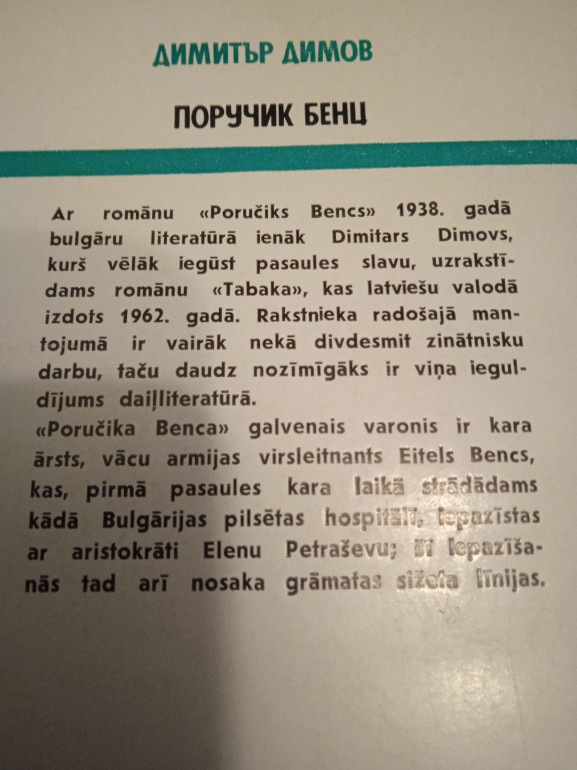 ДИМИТЪР ДИМОВ
ПОРУЧИК БЕНЦ
Ar romānu «Poručiks Bencs» 1938. gadā
bulgāru literatūrā ienāk Dimitars Dimovs,
kurš vēlāk iegūst pasaules slavu, uzrakstī-
dams romānu «Tabaka», kas latviešu valodā
izdots 1962. gadā. Rakstnieka radošajā man-
tojumā ir vairāk nekā divdesmit zinātnisku
darbu, taču daudz nozīmīgāks ir viņa iegul-
dījums daiļliteratūrā.
«Poručika Benca» galvenais varonis ir kara
ārsts, vācu armijas virsleitnants Eitels Bencs,
kas, pirmā pasaules kara laikā strādādams
kādā Bulgārijas pilsētas hospitālī, iepazīstas
ar aristokrāti Elenu Petraševu; šī iepazīša-
nās tad arī nosaka grāmatas sižeta līnijas.